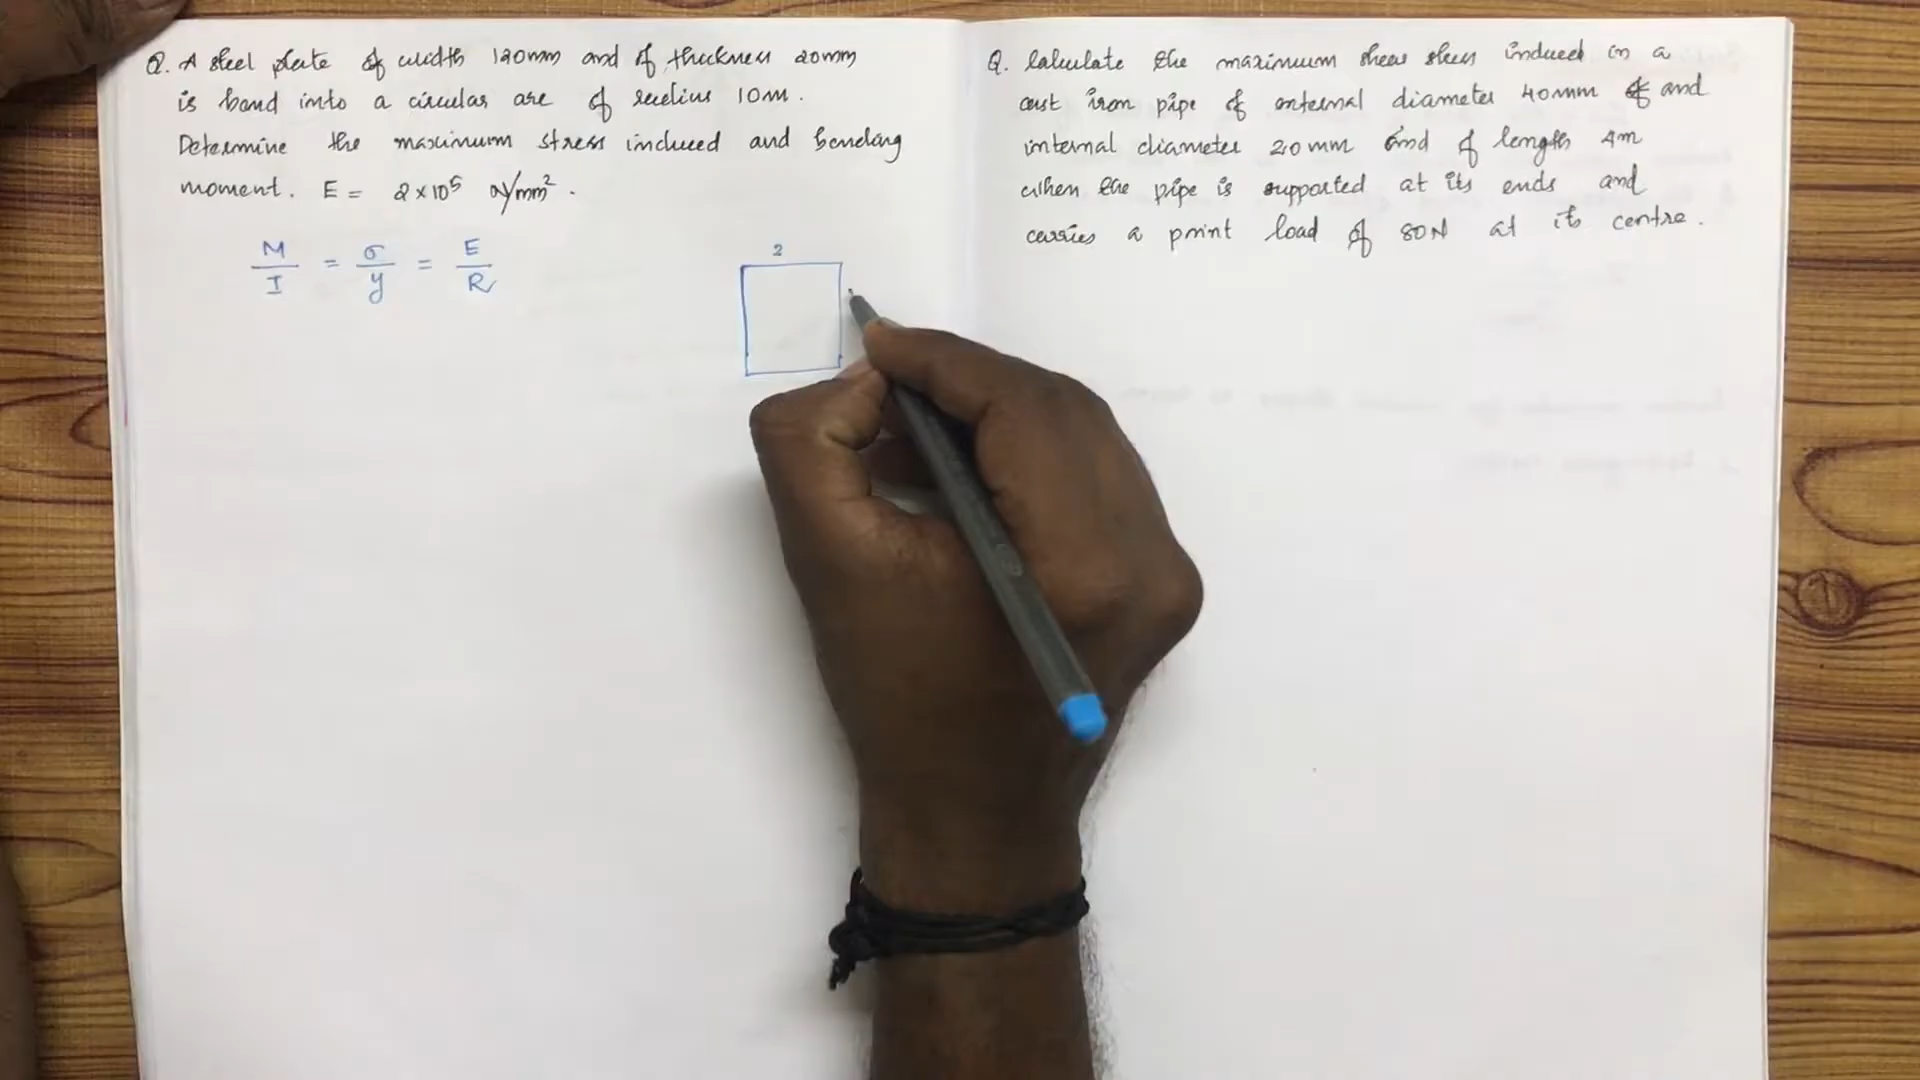 Q. A steel plate of width 120mm and of thickness 20mm
is band into a circular arc of radius 10m.
Determine the maximum stress induced and bending
moment. E = 2×10⁵ N/mm².
M/I = σ/y = E/R
2
Q. Calculate the maximum shear stress induced in a
cast iron pipe of external diameter 40mm of and
internal diameter 20mm and of length 4m
when the pipe is supported at its ends and
carries a point load of 80N at its centre.